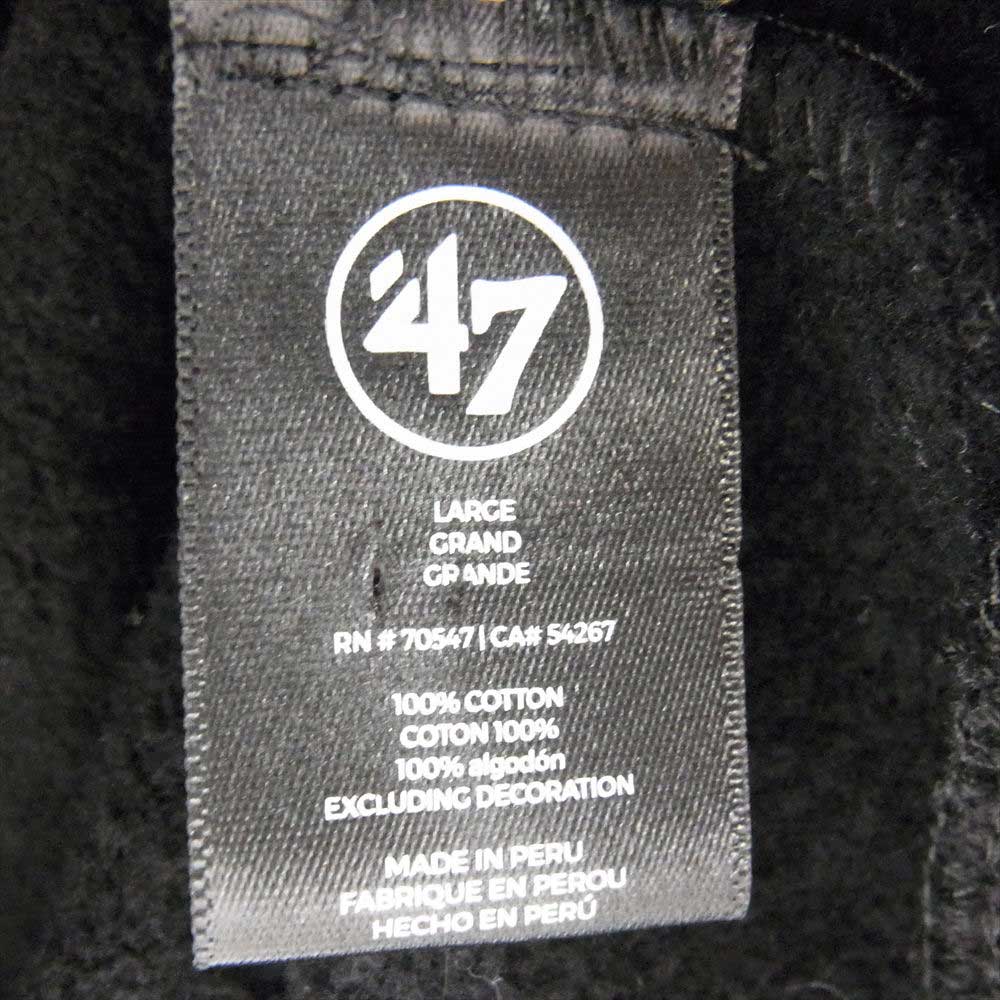 '47
LARGE
GRAND
GRANDE
RN # 70547 | CA# 54267
100% COTTON
COTON 100%
100% algodón
EXCLUDING DECORATION
MADE IN PERU
FABRIQUE EN PEROU
HECHO EN PERÚ